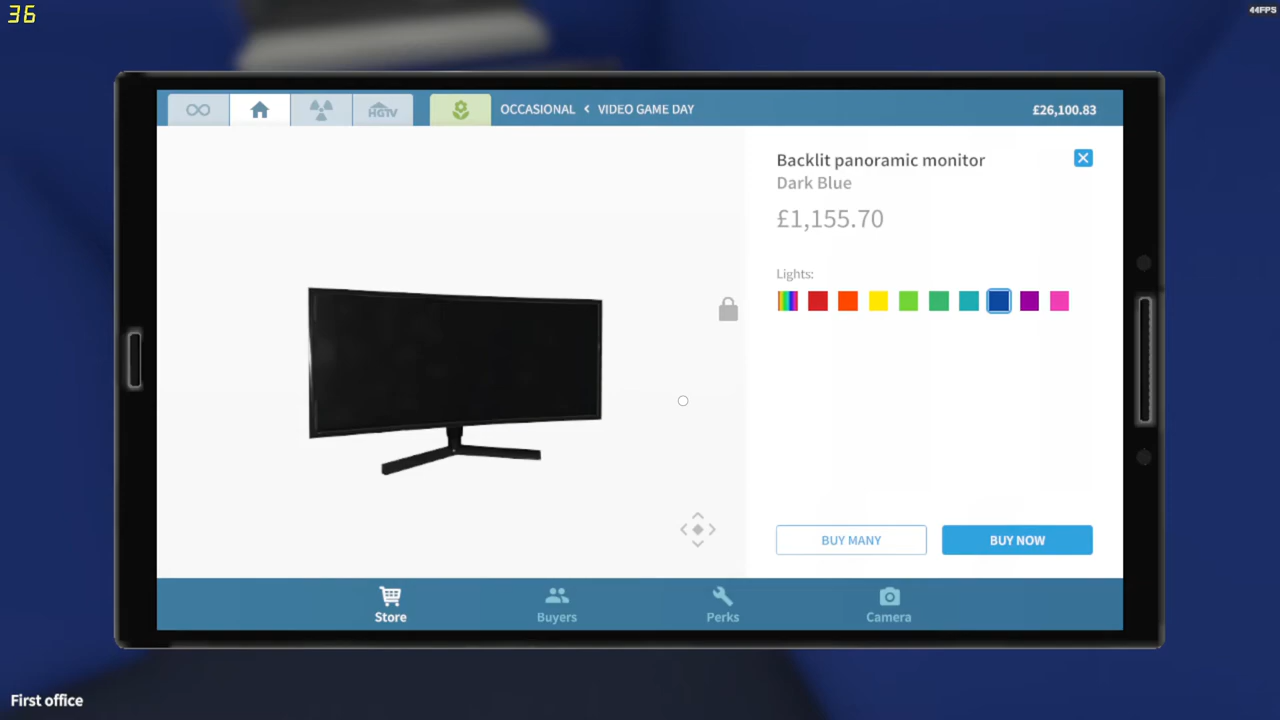 36
44FPS
HGTV
OCCASIONAL < VIDEO GAME DAY
£26,100.83
Backlit panoramic monitor
Dark Blue
£1,155.70
Lights:
BUY MANY
BUY NOW
Store
Buyers
Perks
Camera
First office